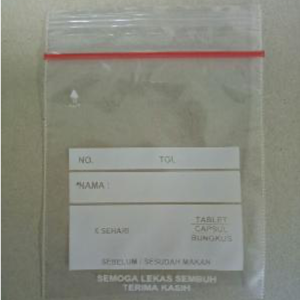 NO. TGL.
NAMA :
X SEHARI TABLET
CAPSUL
BUNGKUS
SEBELUM / SESUDAH MAKAN
SEMOGA LEKAS SEMBUH
TERIMA KASIH